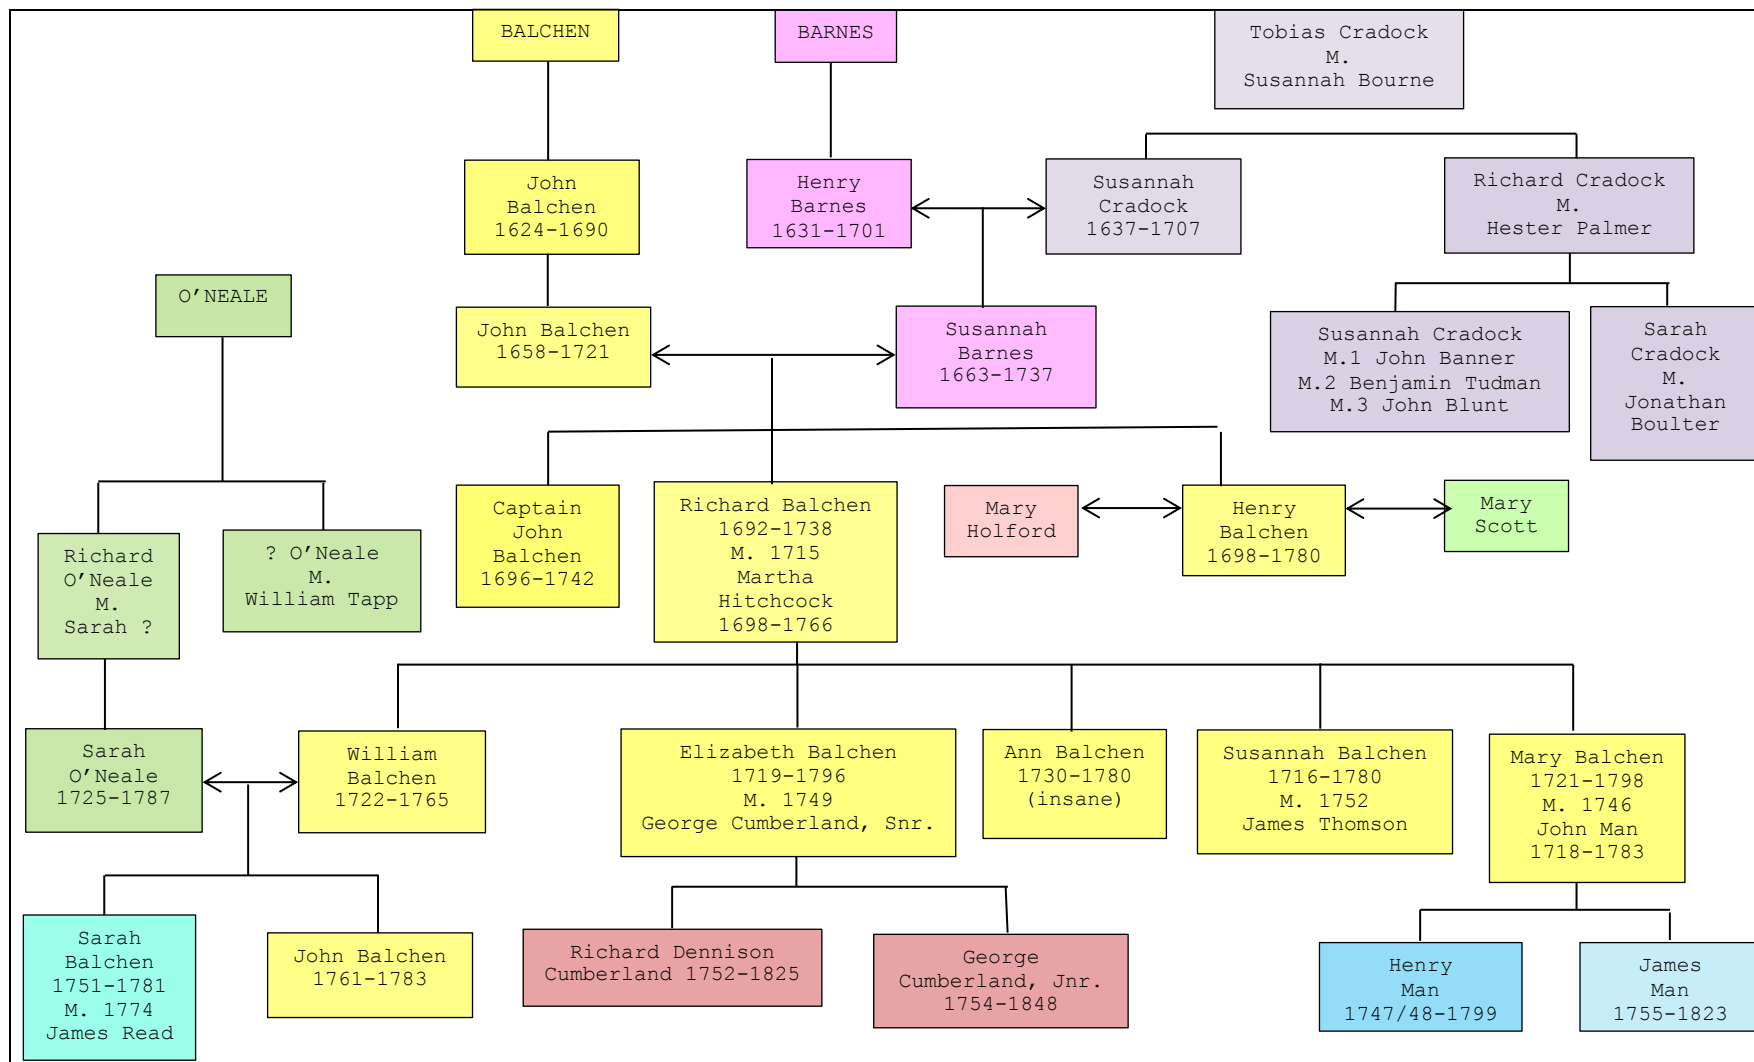 BALCHEN
BARNES
Tobias Cradock
M.
Susannah Bourne
John
Balchen
1624-1690
Henry
Barnes
1631-1701
Susannah
Cradock
1637-1707
Richard Cradock
M.
Hester Palmer
O’NEALE
John Balchen
1658-1721
Susannah
Barnes
1663-1737
Susannah Cradock
M.1 John Banner
M.2 Benjamin Tudman
M.3 John Blunt
Sarah
Cradock
M.
Jonathan
Boulter
Richard
O’Neale
M.
Sarah ?
? O’Neale
M.
William Tapp
Captain
John
Balchen
1696-1742
Richard Balchen
1692-1738
M. 1715
Martha
Hitchcock
1698-1766
Mary
Holford
Henry
Balchen
1698-1780
Mary
Scott
Sarah
O’Neale
1725-1787
William
Balchen
1722-1765
Elizabeth Balchen
1719-1796
M. 1749
George Cumberland, Snr.
Ann Balchen
1730-1780
(insane)
Susannah Balchen
1716-1780
M. 1752
James Thomson
Mary Balchen
1721-1798
M. 1746
John Man
1718-1783
Sarah
Balchen
1751-1781
M. 1774
James Read
John Balchen
1761-1783
Richard Dennison
Cumberland 1752-1825
George
Cumberland, Jnr.
1754-1848
Henry
Man
1747/48-1799
James
Man
1755-1823